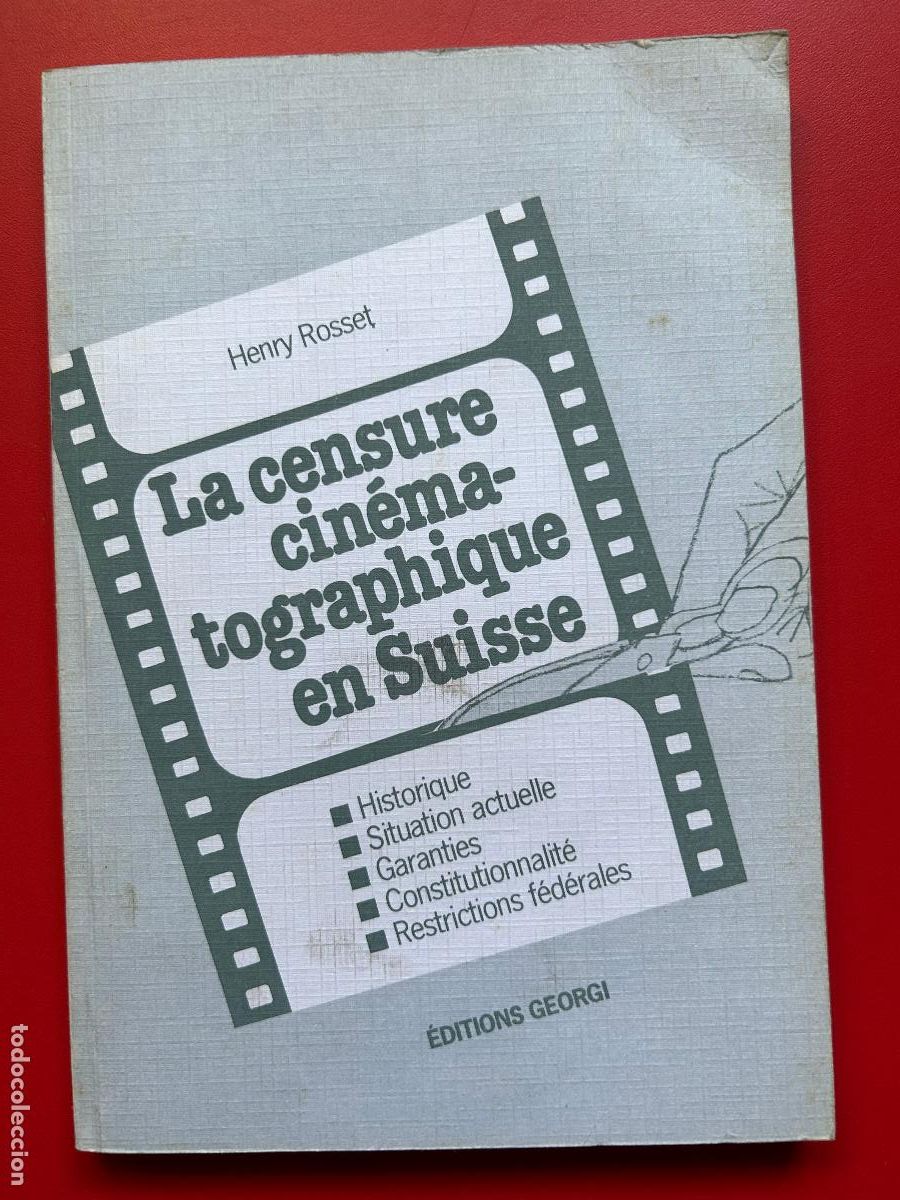 Henry Rosset
La censure
cinéma-
tographique
en Suisse
■ Historique
■ Situation actuelle
■ Garanties
■ Constitutionnalité
■ Restrictions fédérales
ÉDITIONS GEORGI
todocoleccion